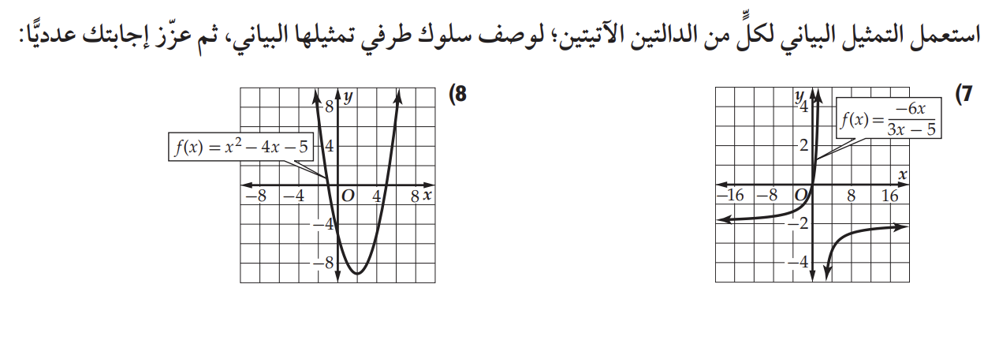 استعمل التمثيل البياني لكلٍّ من الدالتين الآتيتين؛ لوصف سلوك طرفي تمثيلها البياني، ثم عزّز إجابتك عدديًّا:
(7
y
4
f(x) = -6x / 3x - 5
2
x
-16 -8 O 8 16
-2
-4
(8
8 y
f(x) = x² - 4x - 5
4
-8 -4 O 4 8 x
-4
-8